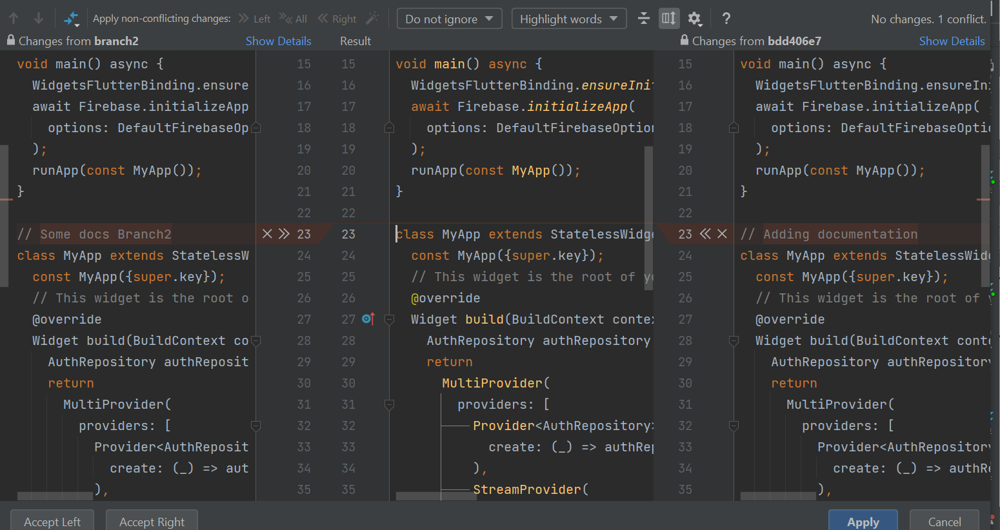 Apply non-conflicting changes: Left All Right Do not ignore Highlight words ? No changes. 1 conflict.
Changes from branch2 Show Details Result Changes from bdd406e7 Show Details
void main() async {
WidgetsFlutterBinding.ensure
await Firebase.initializeApp
options: DefaultFirebaseOp
);
runApp(const MyApp());
}
// Some docs Branch2
class MyApp extends StatelessW
const MyApp({super.key});
// This widget is the root o
@override
Widget build(BuildContext co
AuthRepository authReposit
return
MultiProvider(
providers: [
Provider<AuthReposit
create: (_) => aut
),
15 15
16 16
17 17
18 18
19 19
20 20
21 21
22 22
23 23
24 24
25 25
26 26
27 27
28 28
29 29
30 30
31 31
32 32
33 33
34 34
35 35
void main() async {
WidgetsFlutterBinding.ensureInit
await Firebase.initializeApp(
options: DefaultFirebaseOption
);
runApp(const MyApp());
}
class MyApp extends StatelessWidge
const MyApp({super.key});
// This widget is the root of yo
@override
Widget build(BuildContext contex
AuthRepository authRepository
return
MultiProvider(
providers: [
Provider<AuthRepository>
create: (_) => authRep
),
StreamProvider(
15
16
17
18
19
20
21
22
23
24
25
26
27
28
29
30
31
32
33
34
35
void main() async {
WidgetsFlutterBinding.ensureIni
await Firebase.initializeApp(
options: DefaultFirebaseOptio
);
runApp(const MyApp());
}
// Adding documentation
class MyApp extends StatelessWidg
const MyApp({super.key});
// This widget is the root of y
@override
Widget build(BuildContext conte
AuthRepository authRepository
return
MultiProvider(
providers: [
Provider<AuthRepository
create: (_) => authRe
),
Accept Left Accept Right Apply Cancel